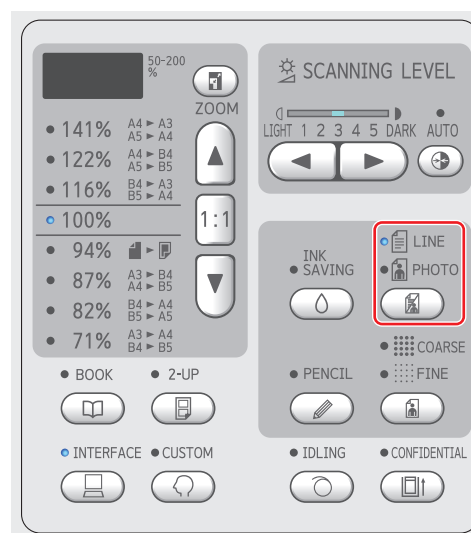 50-200
%
ZOOM
141% A4 ► A3
A5 ► A4
122% A4 ► B4
A5 ► B5
116% B4 ► A3
B5 ► A4
100%
1:1
94%
87% A3 ► B4
A4 ► B5
82% B4 ► A4
B5 ► A5
71% A3 ► A4
B4 ► B5
BOOK
2-UP
INTERFACE
CUSTOM
SCANNING LEVEL
LIGHT 1 2 3 4 5 DARK AUTO
INK
SAVING
LINE
PHOTO
COARSE
PENCIL
FINE
IDLING
CONFIDENTIAL